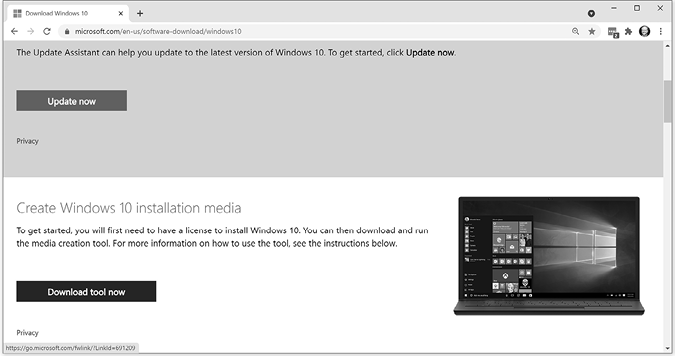 Download Windows 10
microsoft.com/en-us/software-download/windows10
The Update Assistant can help you update to the latest version of Windows 10. To get started, click Update now.
Update now
Privacy
Create Windows 10 installation media
To get started, you will first need to have a license to install Windows 10. You can then download and run
the media creation tool. For more information on how to use the tool, see the instructions below.
Download tool now
Privacy
https://go.microsoft.com/fwlink/?LinkId=691209